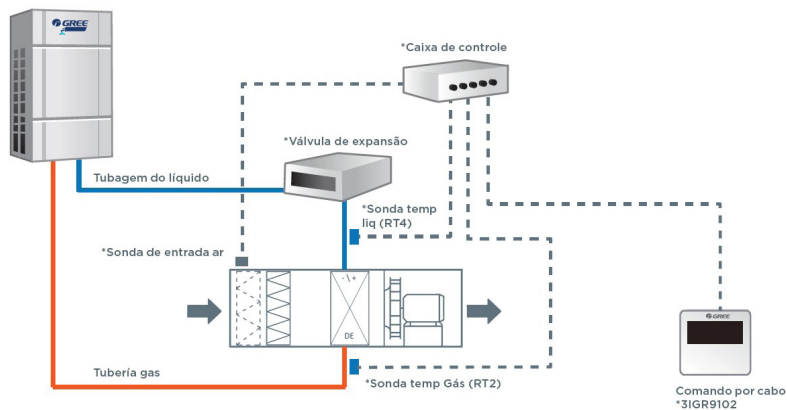 GREE
*Caixa de controle
*Válvula de expansão
Tubagem do líquido
*Sonda temp
liq (RT4)
*Sonda de entrada ar
- \ +
DE
GREE
Tubería gas
*Sonda temp Gás (RT2)
Comando por cabo
*3IGR9102